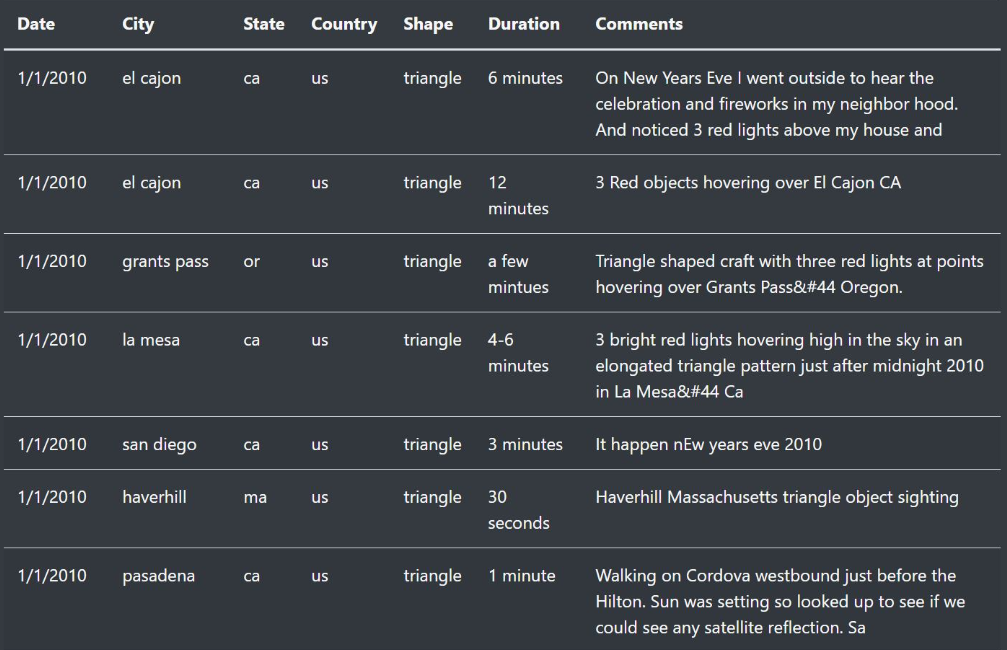 Date City State Country Shape Duration Comments
1/1/2010 el cajon ca us triangle 6 minutes On New Years Eve I went outside to hear the
celebration and fireworks in my neighbor hood.
And noticed 3 red lights above my house and
1/1/2010 el cajon ca us triangle 12 3 Red objects hovering over El Cajon CA
minutes
1/1/2010 grants pass or us triangle a few Triangle shaped craft with three red lights at points
mintues hovering over Grants Pass&#44 Oregon.
1/1/2010 la mesa ca us triangle 4-6 3 bright red lights hovering high in the sky in an
minutes elongated triangle pattern just after midnight 2010
in La Mesa&#44 Ca
1/1/2010 san diego ca us triangle 3 minutes It happen nEw years eve 2010
1/1/2010 haverhill ma us triangle 30 Haverhill Massachusetts triangle object sighting
seconds
1/1/2010 pasadena ca us triangle 1 minute Walking on Cordova westbound just before the
Hilton. Sun was setting so looked up to see if we
could see any satellite reflection. Sa